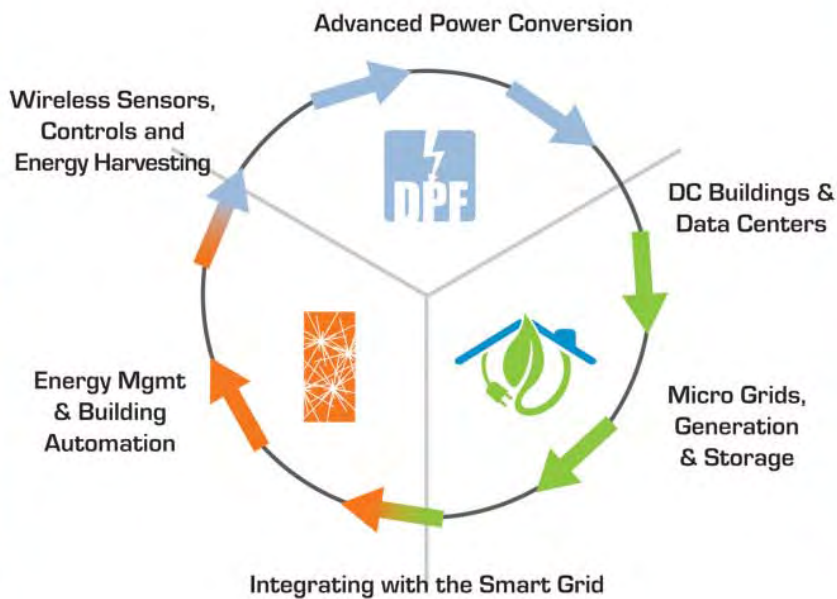 Advanced Power Conversion
Wireless Sensors,
Controls and
Energy Harvesting
DPF
DC Buildings &
Data Centers
Energy Mgmt
& Building
Automation
Micro Grids,
Generation
& Storage
Integrating with the Smart Grid